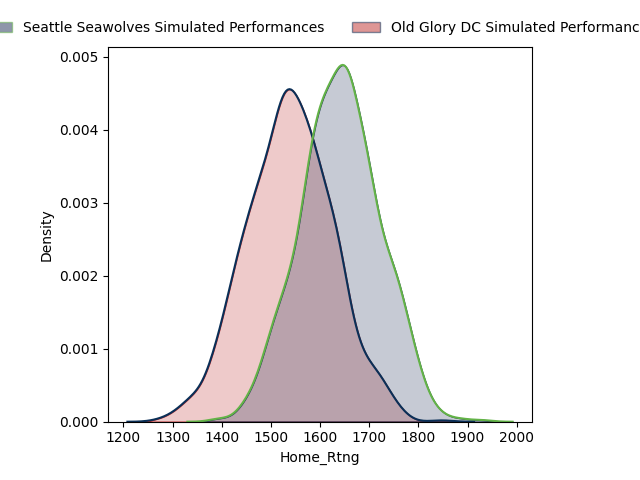 Seattle Seawolves Simulated Performances Old Glory DC Simulated
0.005
0.004
0.003
0.002
0.001
0.000
Density
1200 1300 1400 1500 1600 1700 1800 1900 2000
Home_Rtng